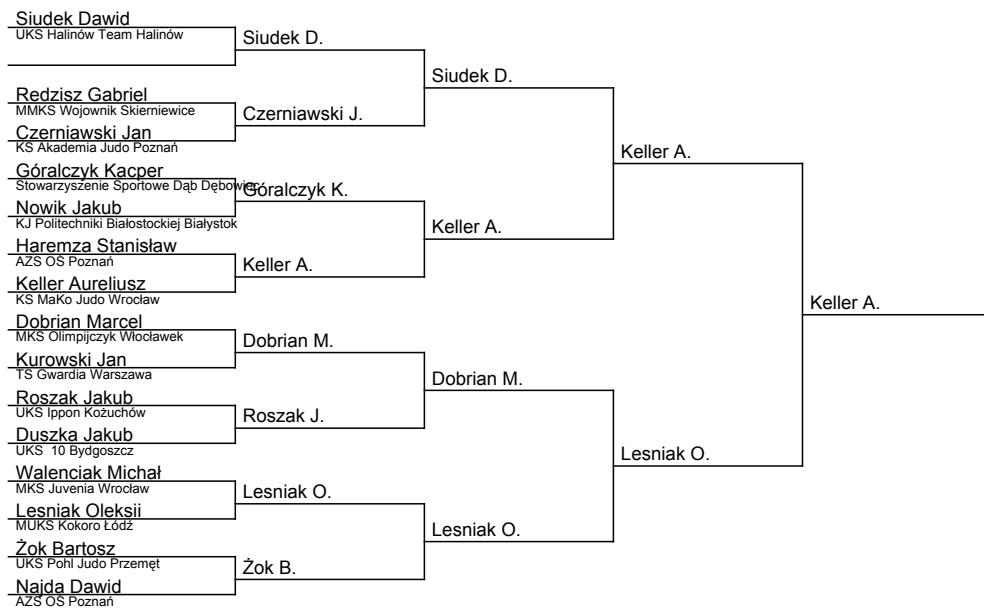 Siudek Dawid
UKS Halinów Team Halinów
Redzisz Gabriel
MMKS Wojownik Skierniewice
Czerniawski Jan
KS Akademia Judo Poznań
Góralczyk Kacper
Stowarzyszenie Sportowe Dąb Dębowiec
Nowik Jakub
KJ Politechniki Białostockiej Białystok
Haremza Stanisław
AZS OŚ Poznań
Keller Aureliusz
KS MaKo Judo Wrocław
Dobrian Marcel
MKS Olimpijczyk Włocławek
Kurowski Jan
TS Gwardia Warszawa
Roszak Jakub
UKS Ippon Kożuchów
Duszka Jakub
UKS  10 Bydgoszcz
Walenciak Michał
MKS Juvenia Wrocław
Lesniak Oleksii
MUKS Kokoro Łódź
Żok Bartosz
UKS Pohl Judo Przemęt
Najda Dawid
AZS OŚ Poznań
Siudek D.
Czerniawski J.
Góralczyk K.
Keller A.
Dobrian M.
Roszak J.
Lesniak O.
Żok B.
Siudek D.
Keller A.
Dobrian M.
Lesniak O.
Keller A.
Lesniak O.
Keller A.